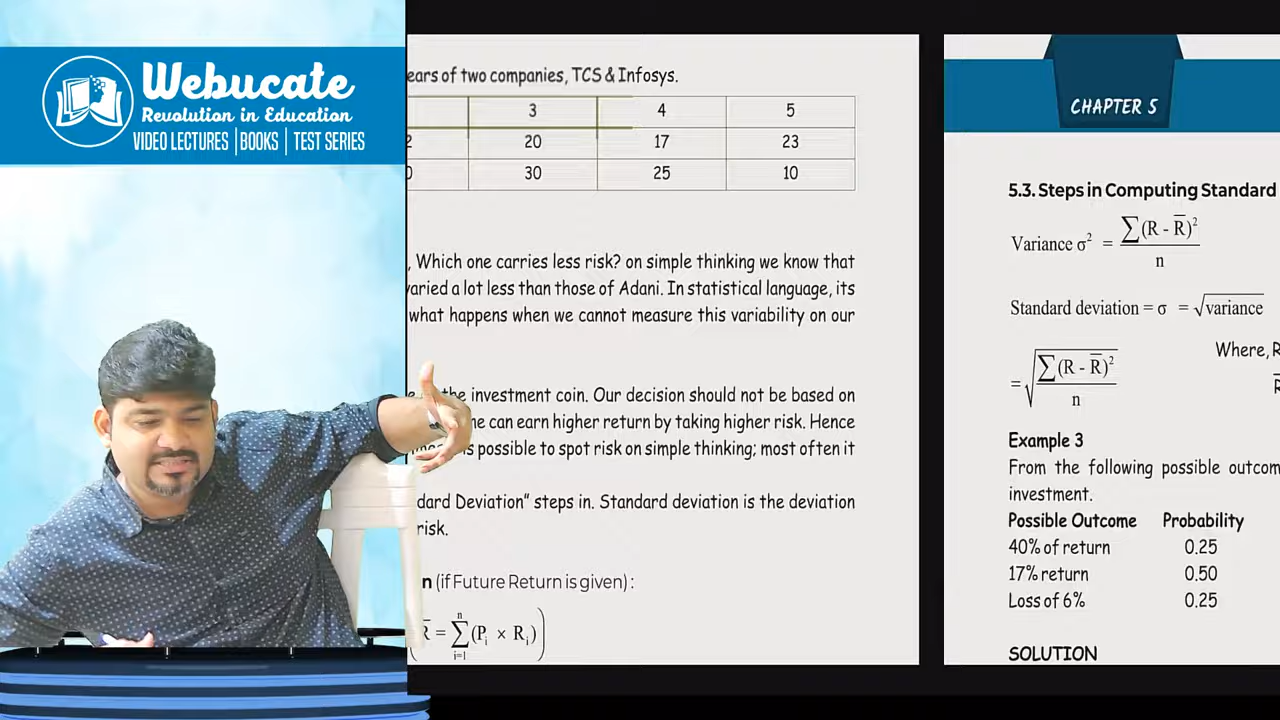 Webucate
Revolution in Education
VIDEO LECTURES | BOOKS | TEST SERIES
ears of two companies, TCS & Infosys.
3 4 5
2 20 17 23
0 30 25 10
, Which one carries less risk? on simple thinking we know that
varied a lot less than those of Adani. In statistical language, its
what happens when we cannot measure this variability on our
the investment coin. Our decision should not be based on
ne can earn higher return by taking higher risk. Hence
is possible to spot risk on simple thinking; most often it
dard Deviation" steps in. Standard deviation is the deviation
risk.
n (if Future Return is given) :
R̅ = ∑ⁿᵢ₌₁ (Pᵢ × Rᵢ))
CHAPTER 5
5.3. Steps in Computing Standard
Variance σ² = ∑(R - R̅)² / n
Standard deviation = σ = √variance
= √(∑(R - R̅)² / n)
Where, R
R̅
Example 3
From the following possible outcom
investment.
Possible Outcome Probability
40% of return 0.25
17% return 0.50
Loss of 6% 0.25
SOLUTION